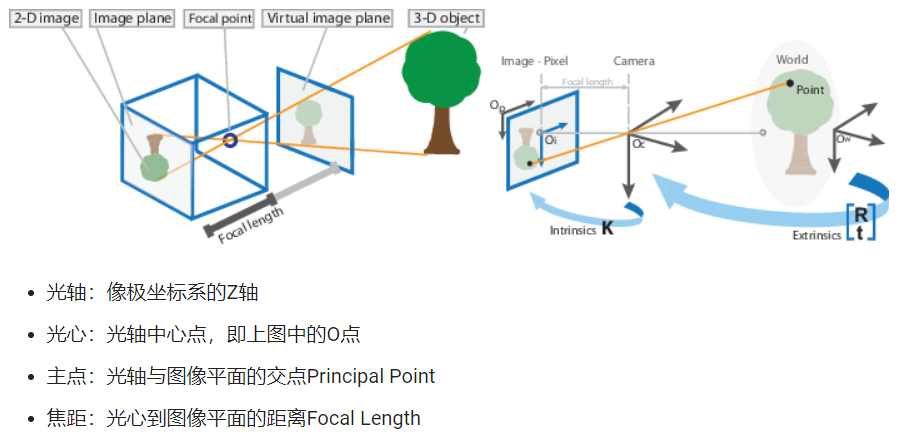 2-D image Image plane Focal point Virtual image plane 3-D object
Focal length
Image - Pixel Camera World
Focal length
Point
Oi
Oc
Ow
Intrinsics K
Extrinsics [R t]
光轴：像极坐标系的Z轴
光心：光轴中心点，即上图中的O点
主点：光轴与图像平面的交点Principal Point
焦距：光心到图像平面的距离Focal Length